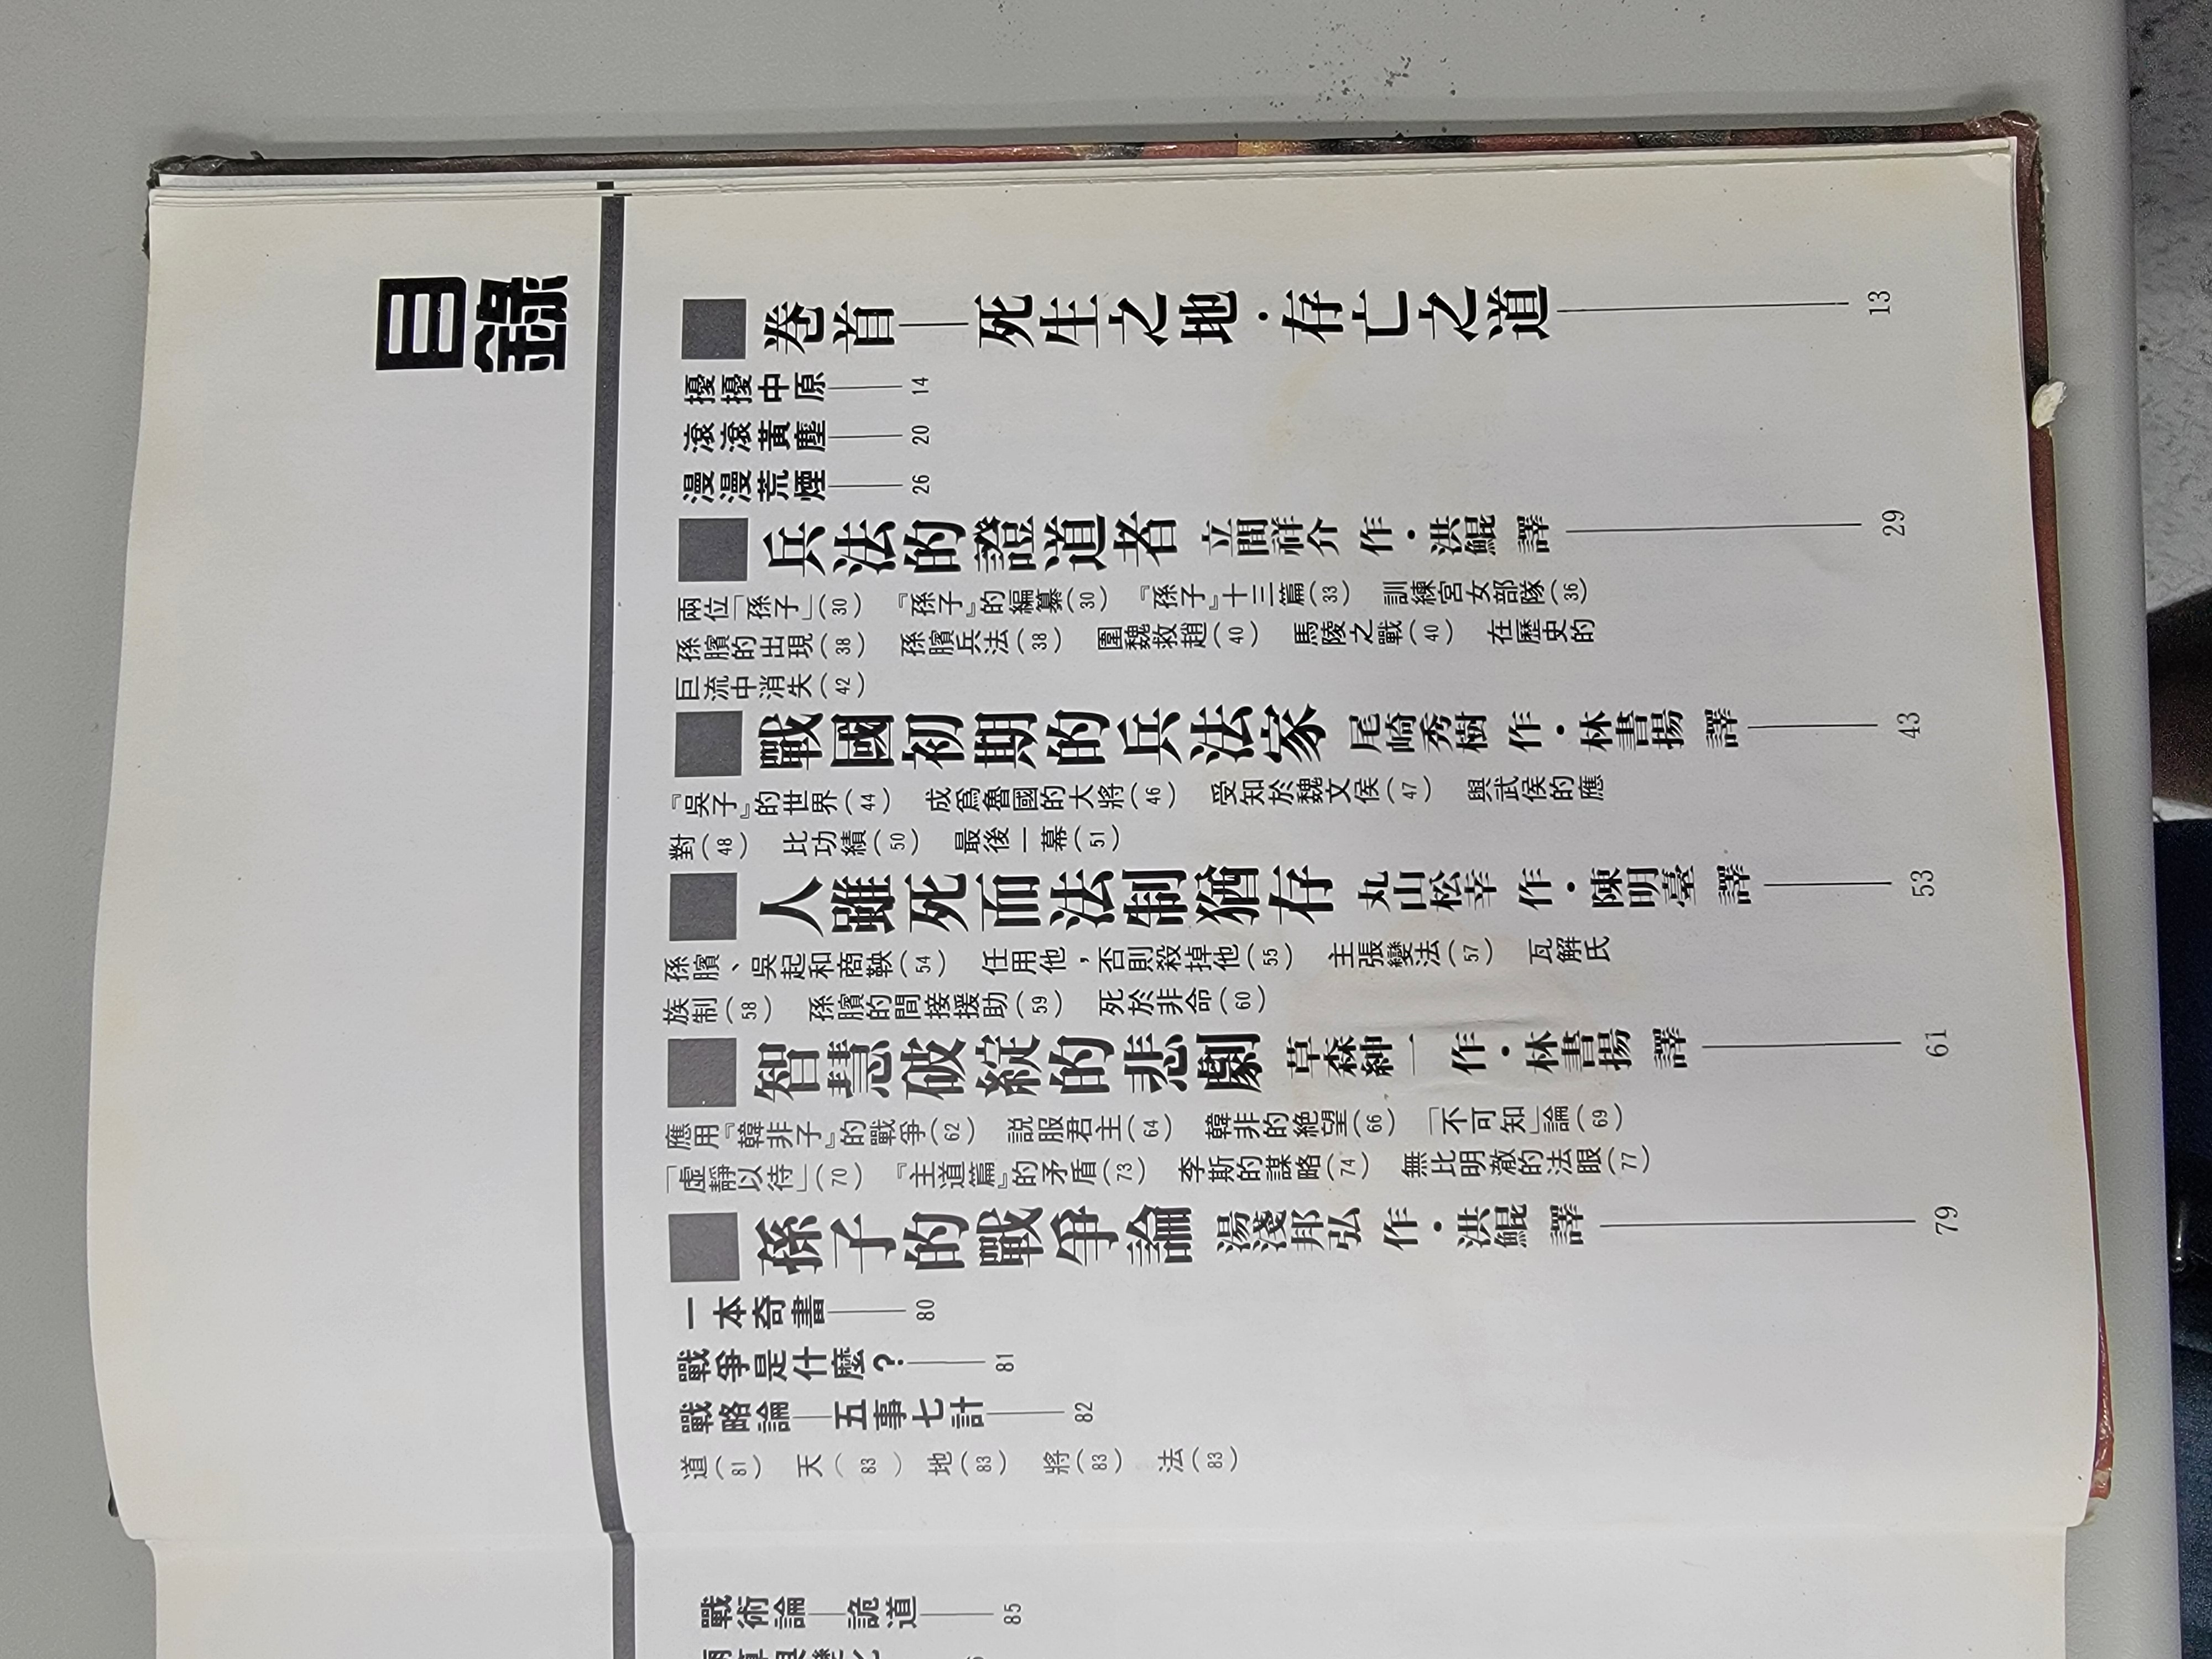 目錄
卷首——死生之地·存亡之道——13
擾擾中原——14
滾滾黃塵——20
漫漫荒煙——26
兵法的證道者 立間祥介 作·洪鯤 譯——29
兩位「孫子」(30) 『孫子』的編纂(30) 『孫子』十三篇(33) 訓練宮女部隊(36)
孫臏的出現(38) 孫臏兵法(38) 圍魏救趙(40) 馬陵之戰(40) 在歷史的
巨流中消失(42)
戰國初期的兵法家 尾崎秀樹 作·林書揚 譯——43
『吳子』的世界(44) 成爲魯國的大將(46) 受知於魏文侯(47) 與武侯的應
對(48) 比功績(50) 最後一幕(51)
人雖死而法制猶存 丸山松幸 作·陳明臺 譯——53
孫臏、吳起和商鞅(54) 任用他，否則殺掉他(55) 主張變法(57) 瓦解氏
族制(58) 孫臏的間接援助(59) 死於非命(60)
智慧破綻的悲劇 草森紳一 作·林書揚 譯——61
應用『韓非子』的戰爭(62) 説服君主(64) 韓非的絕望(66) 「不可知」論(69)
「虛靜以待」(70) 『主道篇』的矛盾(73) 李斯的謀略(74) 無比明澈的法眼(77)
孫子的戰爭論 湯淺邦弘 作·洪鯤 譯——79
一本奇書——80
戰爭是什麼？——81
戰略論—五事七計——82
道(81) 天(83) 地(83) 將(83) 法(83)
戰術論—詭道——85